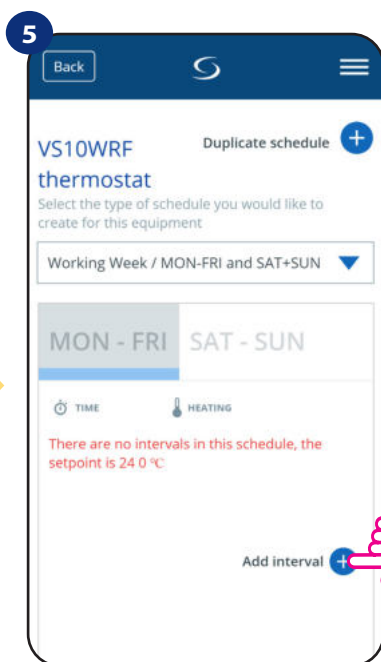 5
Back
VS10WRF
thermostat
Duplicate schedule
Select the type of schedule you would like to
create for this equipment
Working Week / MON-FRI and SAT+SUN
MON - FRI
SAT - SUN
TIME
HEATING
There are no intervals in this schedule, the
setpoint is 24 0 ℃
Add interval